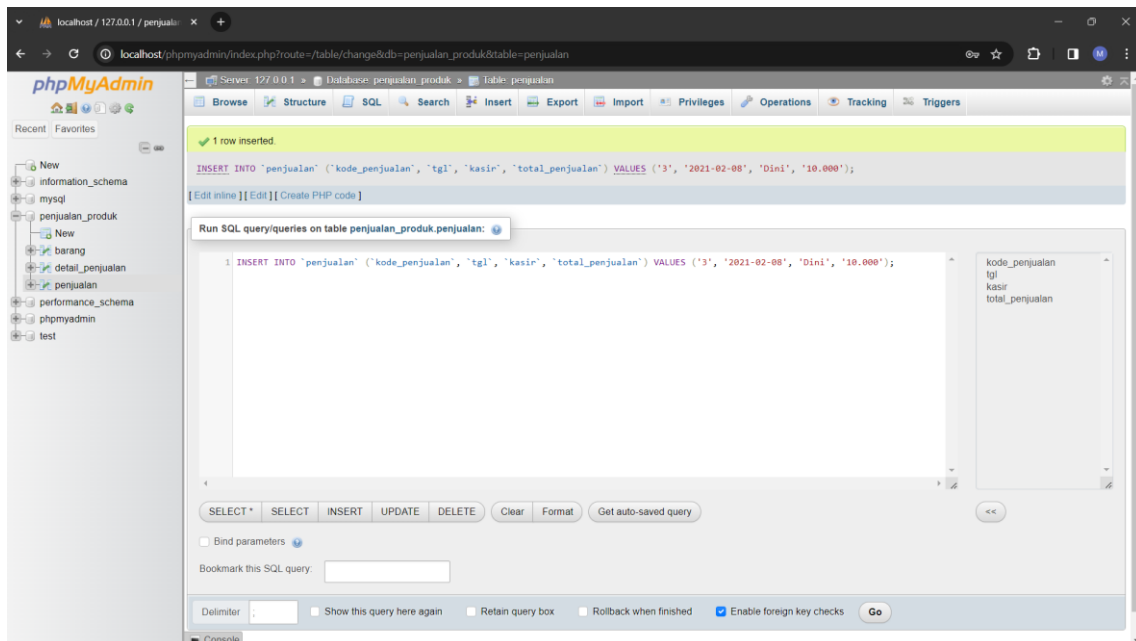 localhost / 127.0.0.1 / penjualan
localhost/phpmyadmin/index.php?route=/table/change&db=penjualan_produk&table=penjualan
M
phpMyAdmin
Recent Favorites
New
information_schema
mysql
penjualan_produk
New
barang
detail_penjualan
penjualan
performance_schema
phpmyadmin
test
Server: 127.0.0.1 » Database: penjualan_produk » Table: penjualan
Browse Structure SQL Search Insert Export Import Privileges Operations Tracking Triggers
1 row inserted.
INSERT INTO `penjualan` (`kode_penjualan`, `tgl`, `kasir`, `total_penjualan`) VALUES ('3', '2021-02-08', 'Dini', '10.000');
[ Edit inline ] [ Edit ] [ Create PHP code ]
Run SQL query/queries on table penjualan_produk.penjualan:
1 INSERT INTO `penjualan` (`kode_penjualan`, `tgl`, `kasir`, `total_penjualan`) VALUES ('3', '2021-02-08', 'Dini', '10.000');
kode_penjualan
tgl
kasir
total_penjualan
SELECT * SELECT INSERT UPDATE DELETE Clear Format Get auto-saved query <<
Bind parameters
Bookmark this SQL query:
Delimiter ; Show this query here again Retain query box Rollback when finished Enable foreign key checks Go
Console